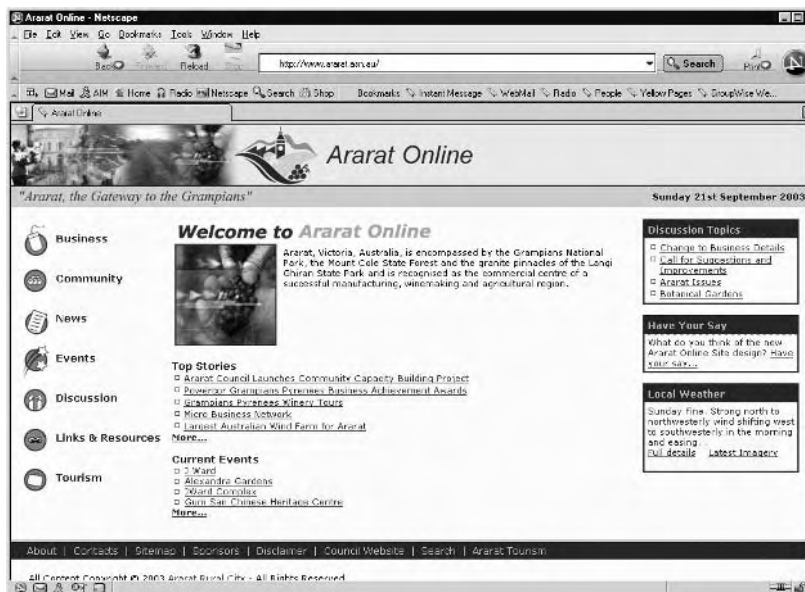 Ararat Online - Netscape
File Edit View Go Bookmarks Tools Window Help
Back Reload Stop http://www.ararat.asn.au/ Search Print
Mail AIM Home Radio Netscape Search Shop Bookmarks Instant Message WebMail Radio People Yellow Pages GroupWise We...
Ararat Online
Ararat Online
"Ararat, the Gateway to the Grampians"
Sunday 21st September 2003
Business
Community
News
Events
Discussion
Links & Resources
Tourism
Welcome to Ararat Online
Ararat, Victoria, Australia, is encompassed by the Grampians National
Park, the Mount Cole State Forest and the granite pinnacles of the Langi
Ghiran State Park and is recognised as the commercial centre of a
successful manufacturing, winemaking and agricultural region.
Top Stories
Ararat Council Launches Community Capacity Building Project
Powercor Grampians Pyrenees Business Achievement Awards
Grampians Pyrenees Winery Tours
Micro Business Network
Largest Australian Wind Farm for Ararat
More...
Current Events
J Ward
Alexandra Gardens
JWard Complex
Gum San Chinese Heritage Centre
More...
Discussion Topics
Change to Business Details
Call for Suggestions and
Improvements
Ararat Issues
Botanical Gardens
Have Your Say
What do you think of the new
Ararat Online Site design? Have
your say...
Local Weather
Sunday Fine. Strong north to
northwesterly wind shifting west
to southwesterly in the morning
and easing. .
Full details Latest Imagery
About | Contacts | Sitemap | Sponsors | Disclaimer | Council Website | Search | Ararat Tourism
All Content Copyright © 2003 Ararat Rural City - All Rights Reserved